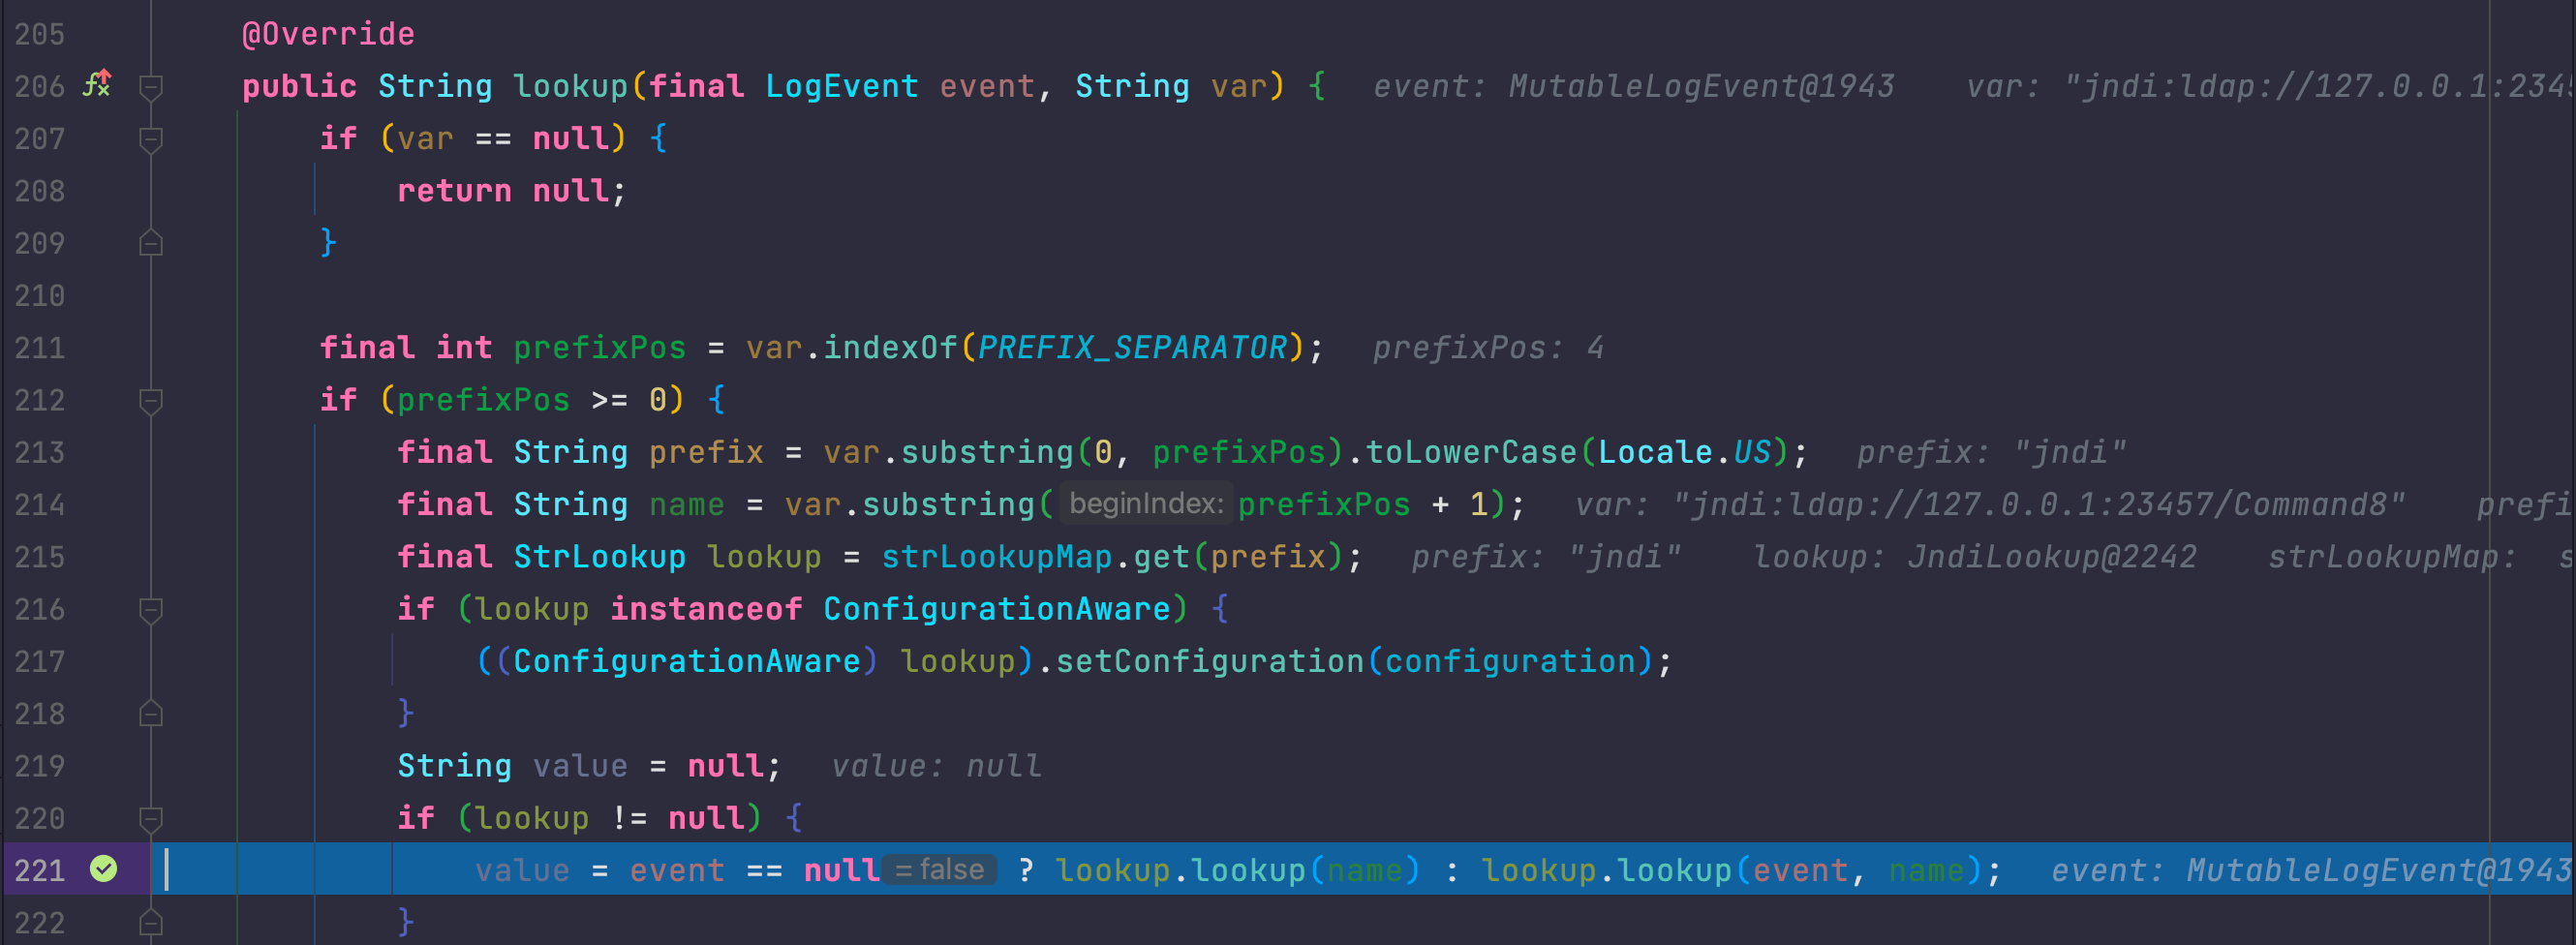 205 @Override
206 public String lookup(final LogEvent event, String var) { event: MutableLogEvent@1943 var: "jndi:ldap://127.0.0.1:2345
207 if (var == null) {
208 return null;
209 }
210
211 final int prefixPos = var.indexOf(PREFIX_SEPARATOR); prefixPos: 4
212 if (prefixPos >= 0) {
213 final String prefix = var.substring(0, prefixPos).toLowerCase(Locale.US); prefix: "jndi"
214 final String name = var.substring( beginIndex: prefixPos + 1); var: "jndi:ldap://127.0.0.1:23457/Command8" prefi
215 final StrLookup lookup = strLookupMap.get(prefix); prefix: "jndi" lookup: JndiLookup@2242 strLookupMap: s
216 if (lookup instanceof ConfigurationAware) {
217 ((ConfigurationAware) lookup).setConfiguration(configuration);
218 }
219 String value = null; value: null
220 if (lookup != null) {
221 value = event == null = false ? lookup.lookup(name) : lookup.lookup(event, name); event: MutableLogEvent@1943
222 }